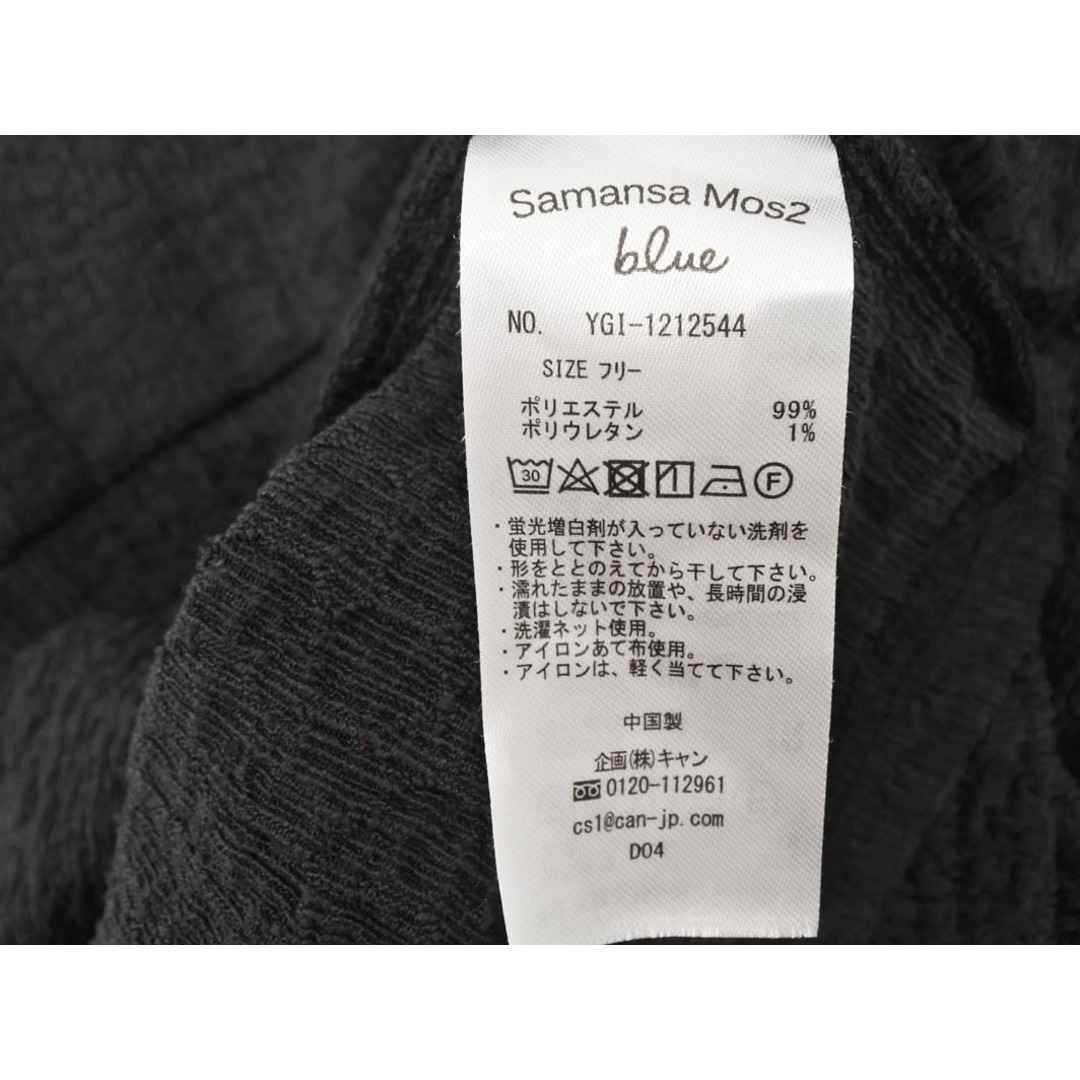 Samansa Mos2
blue
NO. YGI-1212544
SIZE フリー
ポリエステル 99%
ポリウレタン 1%
30 F
・蛍光増白剤が入っていない洗剤を
使用して下さい。
・形をととのえてから干して下さい。
・濡れたままの放置や、長時間の浸
漬はしないで下さい。
・洗濯ネット使用。
・アイロンあて布使用。
・アイロンは、軽く当てて下さい。
中国製
企画(株)キャン
0120-112961
cs1@can-jp.com
D04